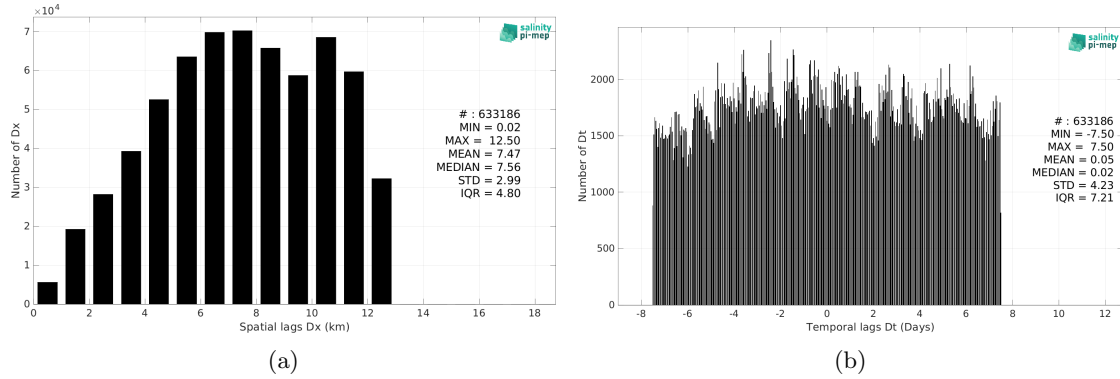 ×10⁴
7
6
5
4
3
2
1
0
Number of Dx
0 2 4 6 8 10 12 14 16 18
Spatial lags Dx (km)
salinity
pi-mep
# : 633186
MIN = 0.02
MAX = 12.50
MEAN = 7.47
MEDIAN = 7.56
STD = 2.99
IQR = 4.80
(a)
2000
1500
1000
500
0
Number of Dt
-8 -6 -4 -2 0 2 4 6 8 10 12
Temporal lags Dt (Days)
salinity
pi-mep
# : 633186
MIN = -7.50
MAX = 7.50
MEAN = 0.05
MEDIAN = 0.02
STD = 4.23
IQR = 7.21
(b)